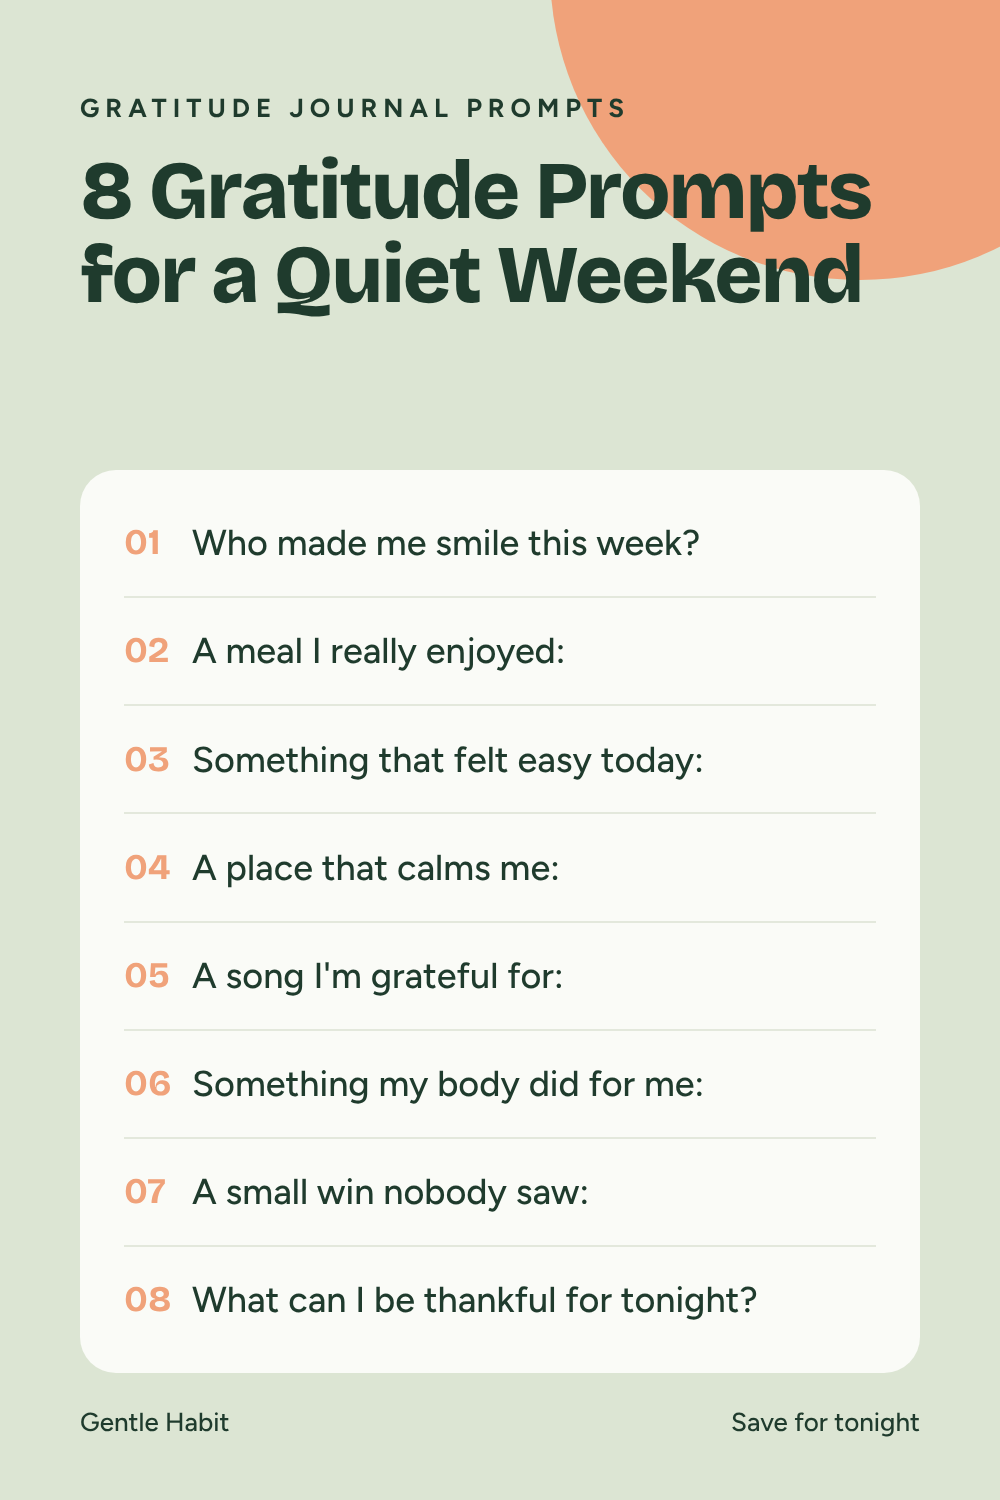 GRATITUDE JOURNAL PROMPTS
8 Gratitude Prompts
for a Quiet Weekend
01 Who made me smile this week?
02 A meal I really enjoyed:
03 Something that felt easy today:
04 A place that calms me:
05 A song I'm grateful for:
06 Something my body did for me:
07 A small win nobody saw:
08 What can I be thankful for tonight?
Gentle Habit
Save for tonight